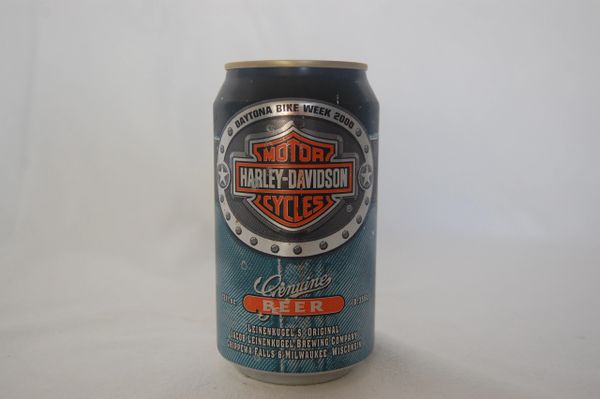 DAYTONA BIKE WEEK 2000
MOTOR
HARLEY-DAVIDSON
®
CYCLES
Genuine
BEER
LEINENKUGEL'S ORIGINAL
JACOB LEINENKUGEL BREWING COMPANY
CHIPPEWA FALLS & MILWAUKEE, WISCONSIN